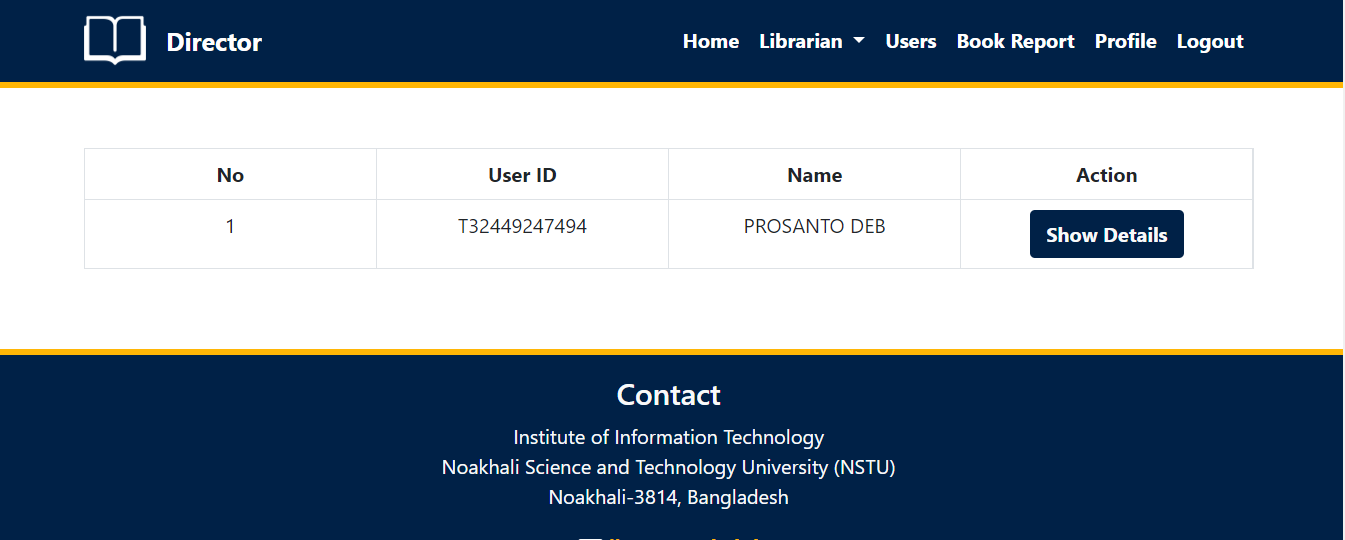 Director
Home Librarian Users Book Report Profile Logout
No User ID Name Action
1 T32449247494 PROSANTO DEB Show Details
Contact
Institute of Information Technology
Noakhali Science and Technology University (NSTU)
Noakhali-3814, Bangladesh